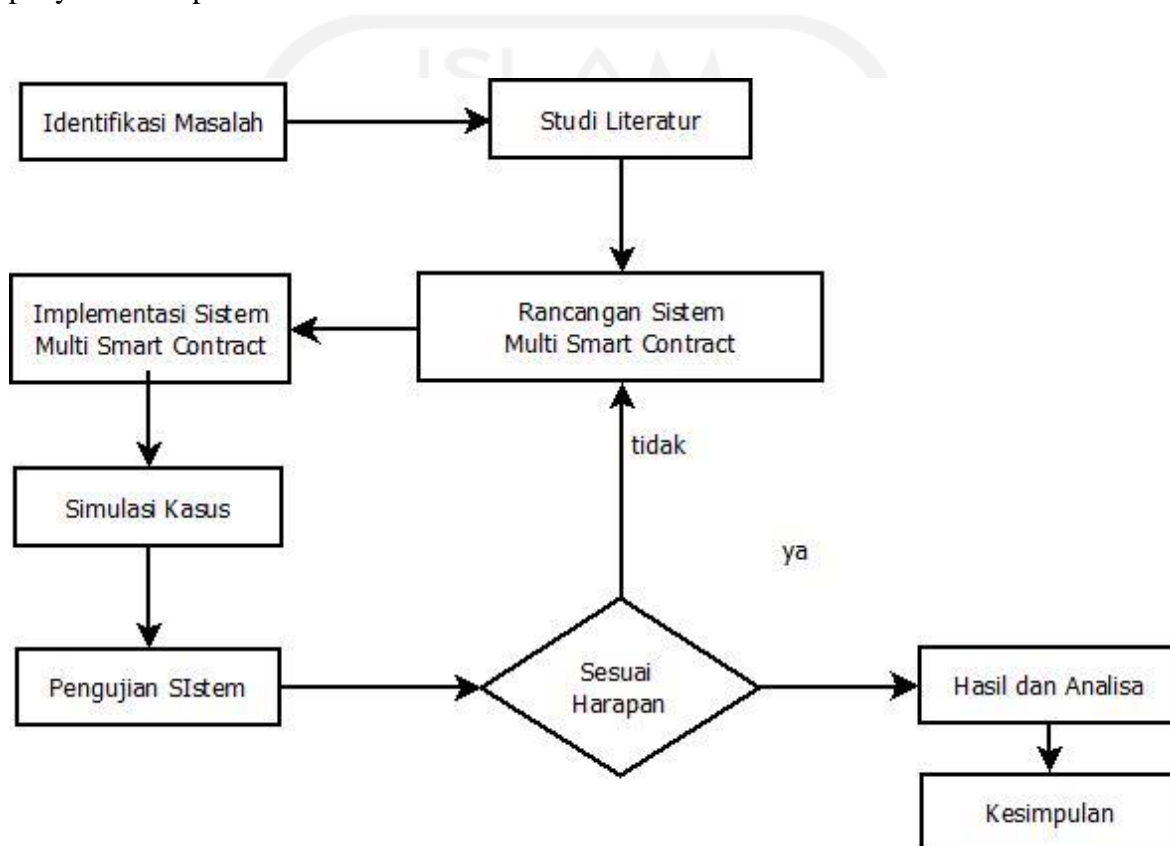 ISLAM
Identifikasi Masalah
Studi Literatur
Implementasi Sistem
Multi Smart Contract
Rancangan Sistem
Multi Smart Contract
tidak
Simulasi Kasus
ya
Pengujian SIstem
Sesuai
Harapan
Hasil dan Analisa
Kesimpulan